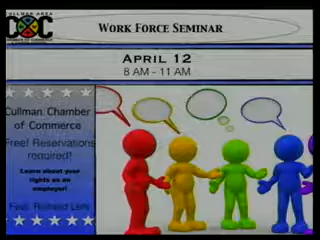 CULLMAN AREA
CHAMBER OF COMMERCE
WORK FORCE SEMINAR
APRIL 12
8 AM - 11 AM
Cullman Chamber
of Commerce
Free! Reservations
required!
Learn about your
rights as an
employer!
Feat.